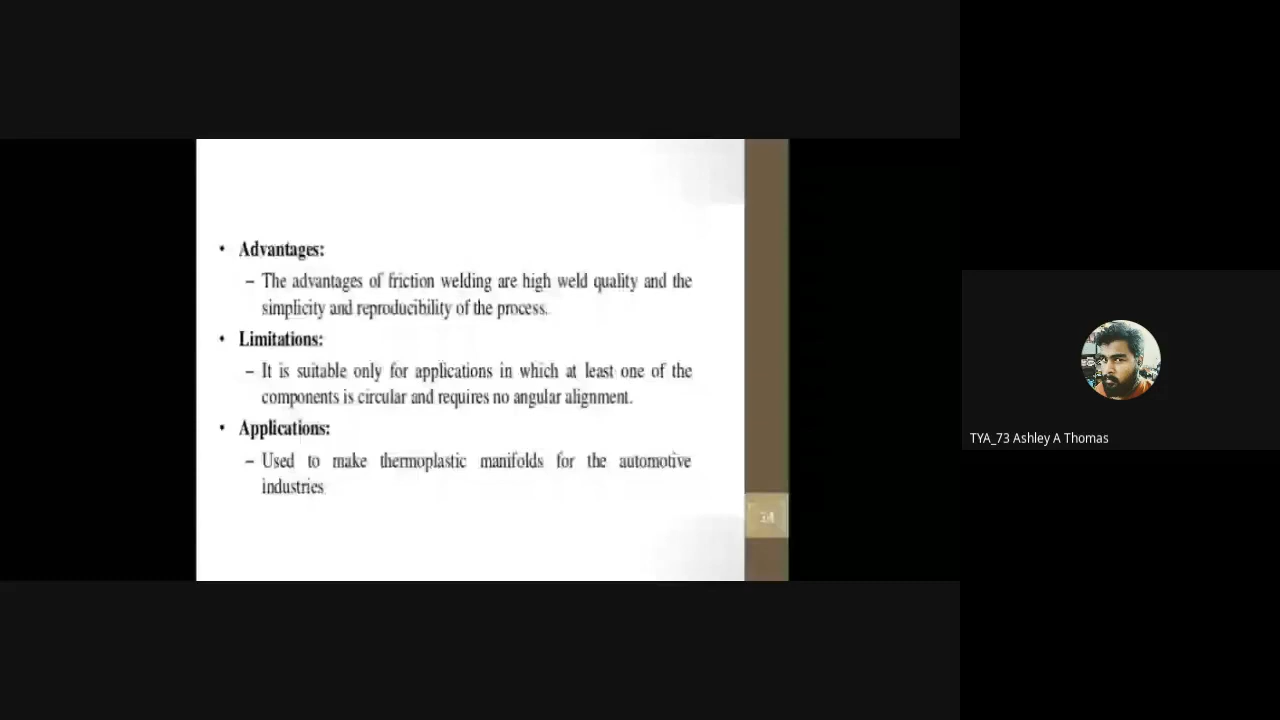 • Advantages:
– The advantages of friction welding are high weld quality and the
simplicity and reproducibility of the process.
• Limitations:
– It is suitable only for applications in which at least one of the
components is circular and requires no angular alignment.
• Applications:
– Used to make thermoplastic manifolds for the automotive
industries
TYA_73 Ashley A Thomas